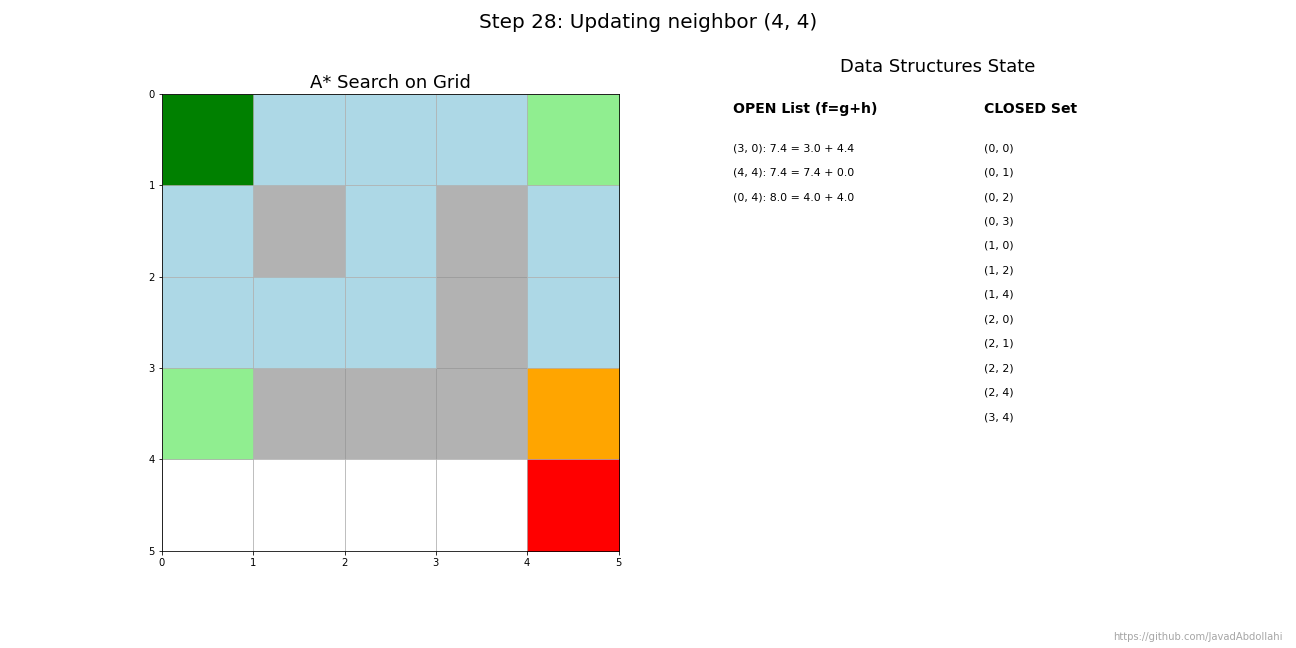 Step 28: Updating neighbor (4, 4)
A* Search on Grid
0
1
2
3
4
5
0 1 2 3 4 5
Data Structures State
OPEN List (f=g+h)
(3, 0): 7.4 = 3.0 + 4.4
(4, 4): 7.4 = 7.4 + 0.0
(0, 4): 8.0 = 4.0 + 4.0
CLOSED Set
(0, 0)
(0, 1)
(0, 2)
(0, 3)
(1, 0)
(1, 2)
(1, 4)
(2, 0)
(2, 1)
(2, 2)
(2, 4)
(3, 4)
https://github.com/JavadAbdollahi